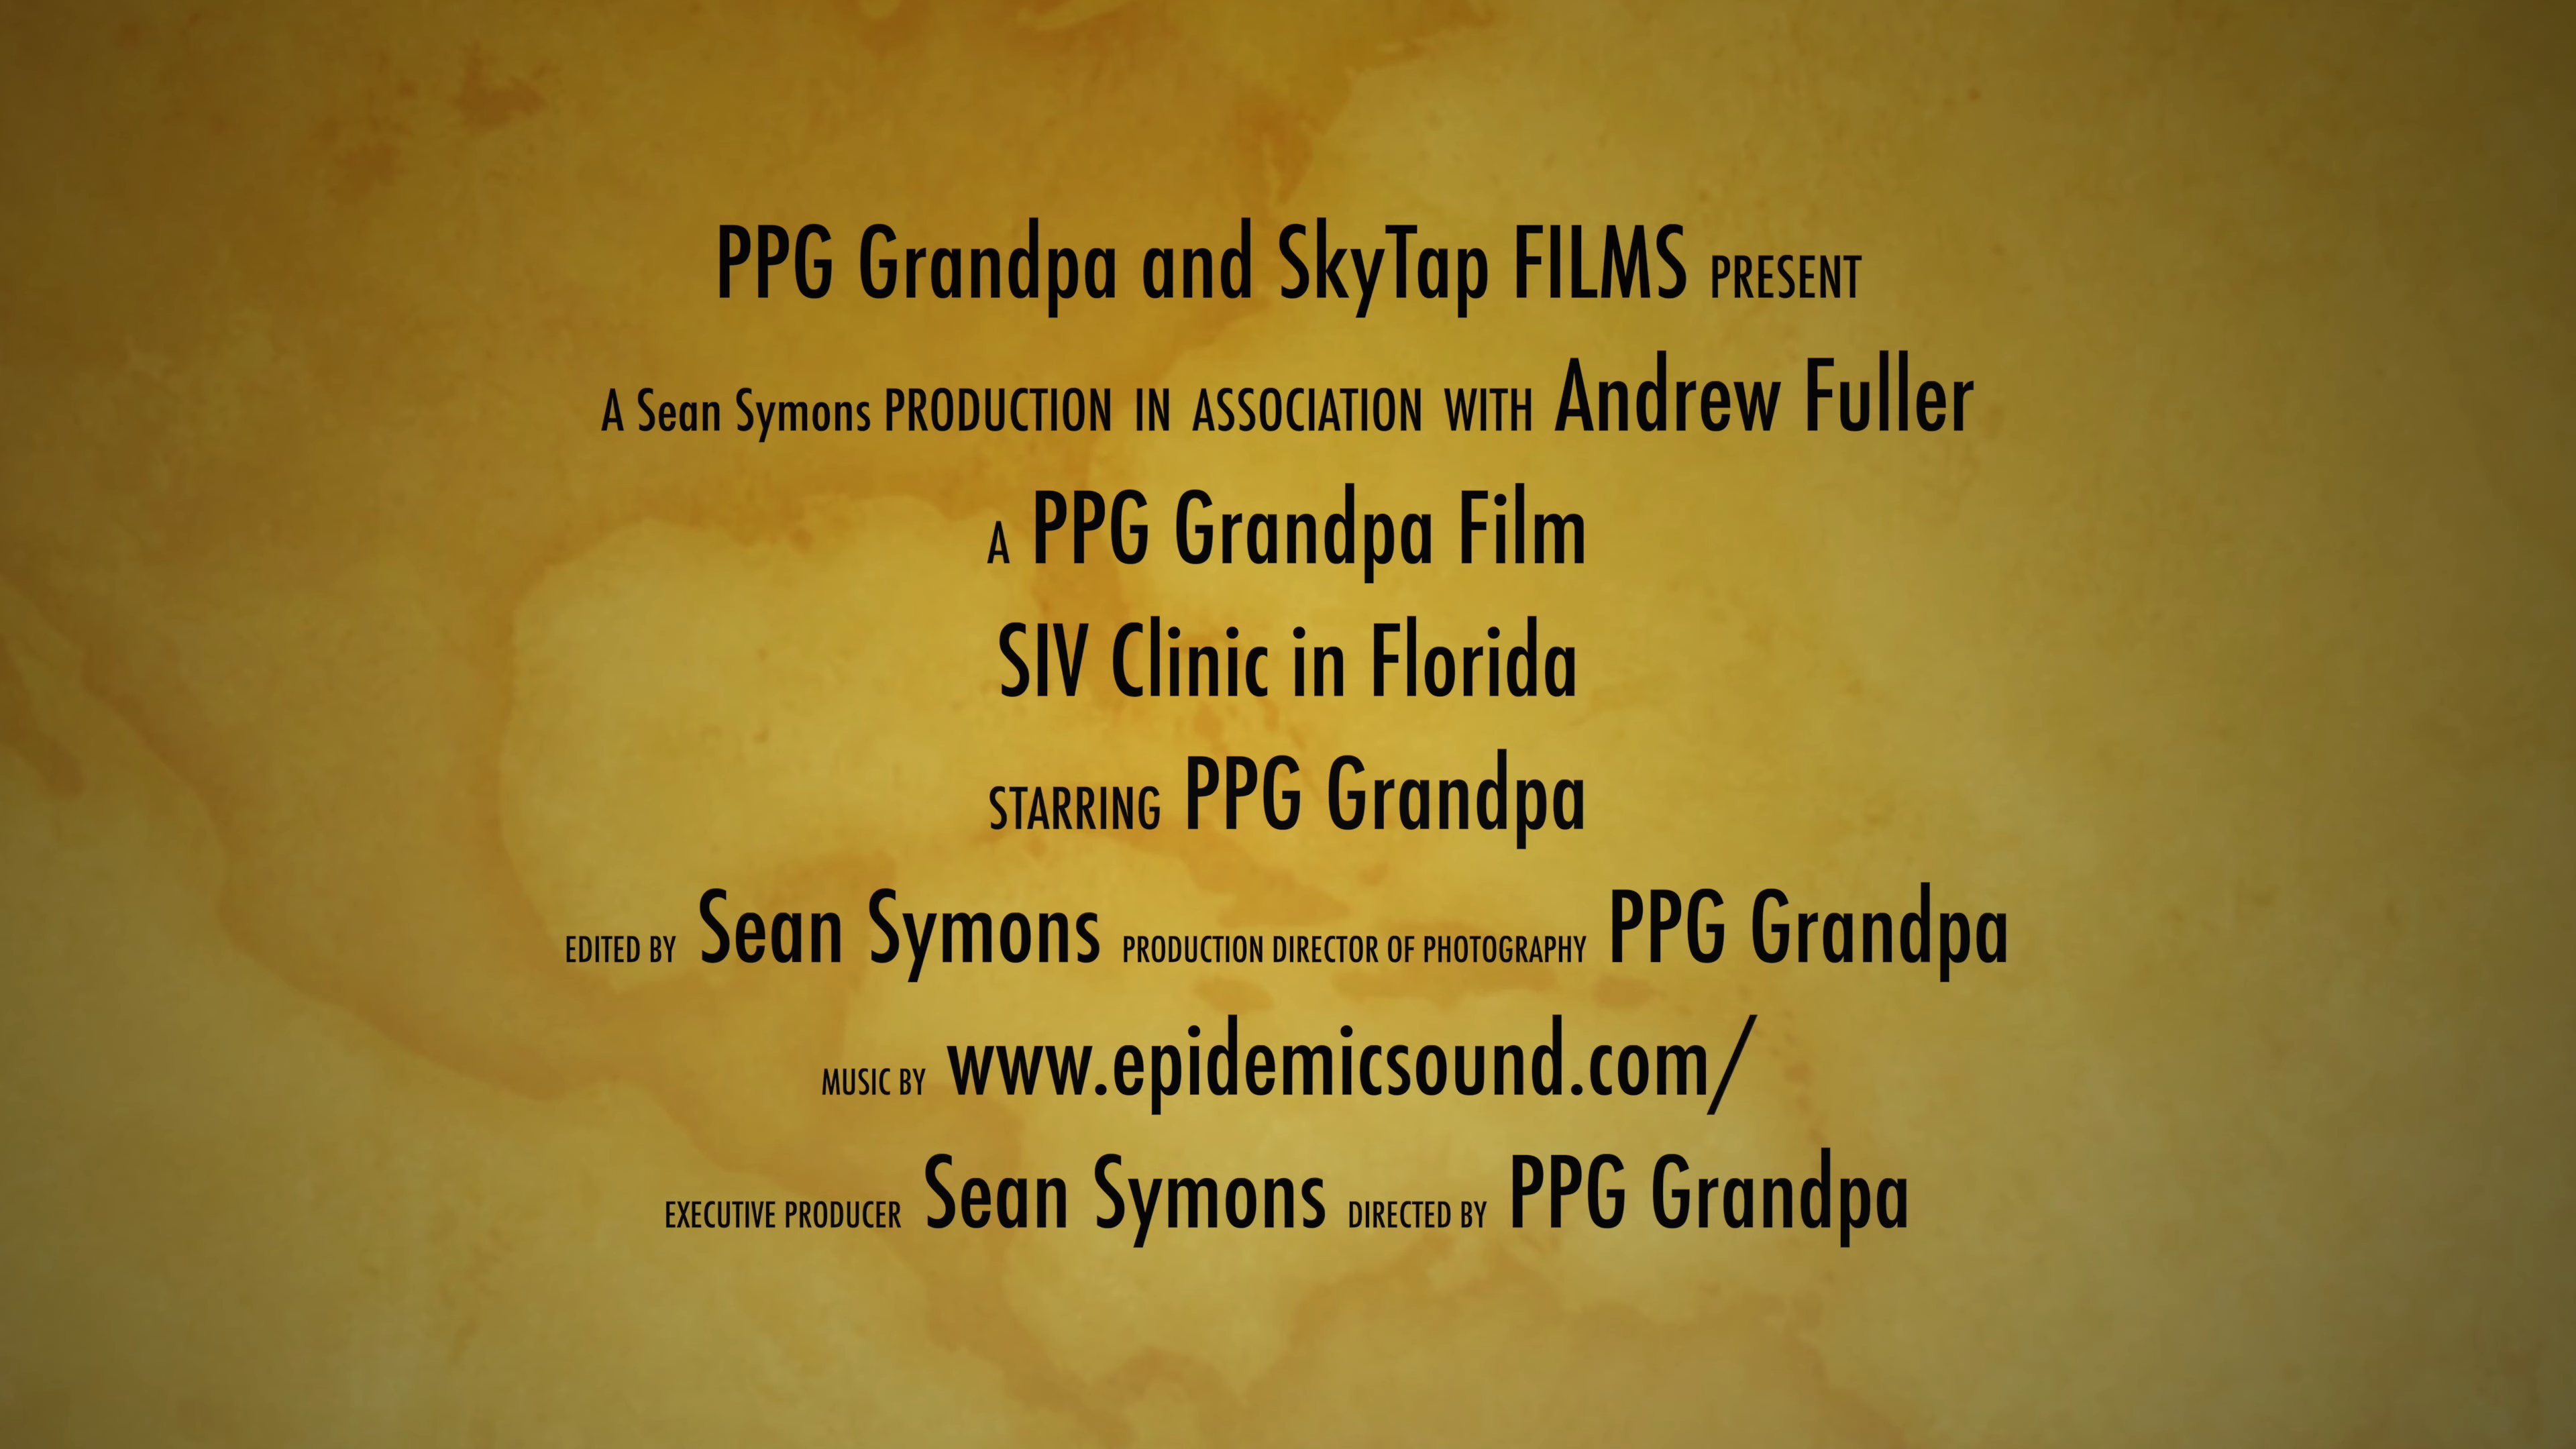 PPG Grandpa and SkyTap FILMS PRESENT
A Sean Symons PRODUCTION IN ASSOCIATION WITH Andrew Fuller
A PPG Grandpa Film
SIV Clinic in Florida
STARRING PPG Grandpa
EDITED BY Sean Symons PRODUCTION DIRECTOR OF PHOTOGRAPHY PPG Grandpa
MUSIC BY www.epidemicsound.com/
EXECUTIVE PRODUCER Sean Symons DIRECTED BY PPG Grandpa